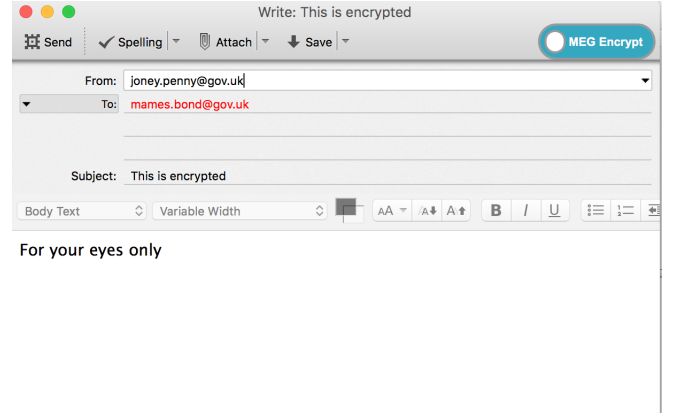 Write: This is encrypted
Send Spelling Attach Save MEG Encrypt
From: joney.penny@gov.uk
To: mames.bond@gov.uk
Subject: This is encrypted
Body Text Variable Width AA A A B I U
For your eyes only